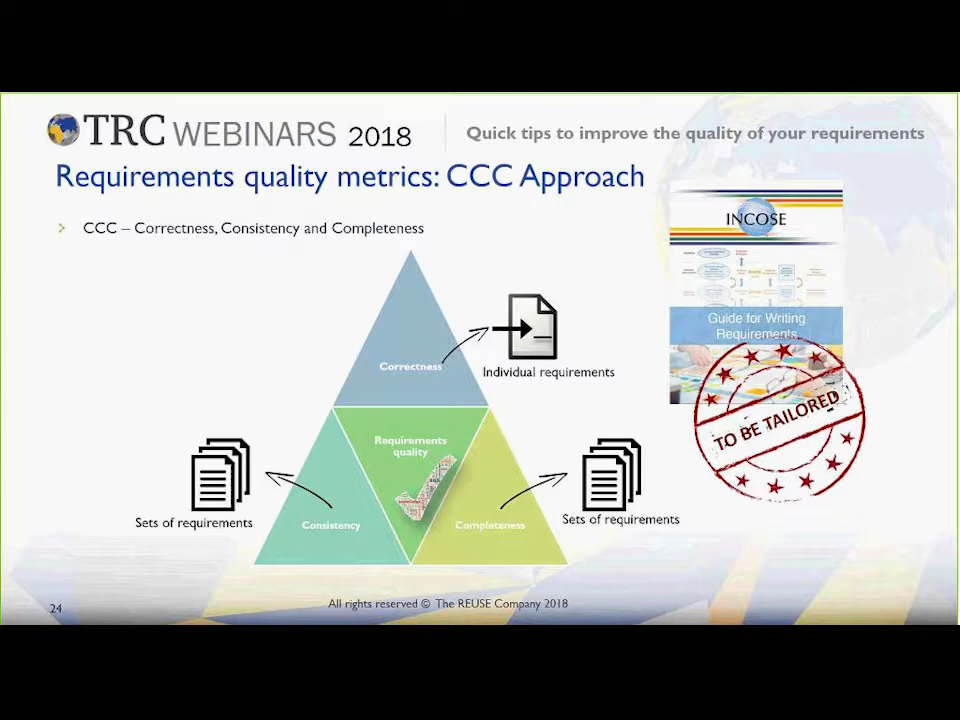 TRC WEBINARS 2018
Quick tips to improve the quality of your requirements
Requirements quality metrics: CCC Approach
CCC – Correctness, Consistency and Completeness
INCOSE
Guide for Writing
Requirements
TO BE TAILORED
Correctness
Individual requirements
Requirements
quality
Sets of requirements
Consistency
Completeness
Sets of requirements
24
All rights reserved © The REUSE Company 2018